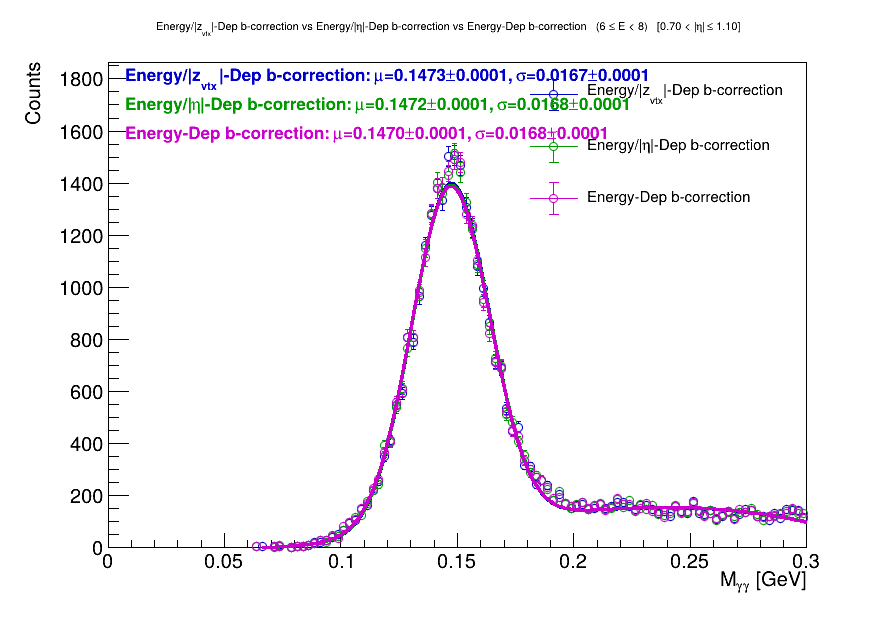 Energy/|z_vtx|-Dep b-correction vs Energy/|η|-Dep b-correction vs Energy-Dep b-correction (6 ≤ E < 8) [0.70 < |η| ≤ 1.10]
Counts
Energy/|z_vtx|-Dep b-correction: μ=0.1473±0.0001, σ=0.0167±0.0001
Energy/|η|-Dep b-correction: μ=0.1472±0.0001, σ=0.0168±0.0001
Energy-Dep b-correction: μ=0.1470±0.0001, σ=0.0168±0.0001
Energy/|z_vtx|-Dep b-correction
Energy/|η|-Dep b-correction
Energy-Dep b-correction
1800
1600
1400
1200
1000
800
600
400
200
0
0 0.05 0.1 0.15 0.2 0.25 0.3
M_γγ [GeV]